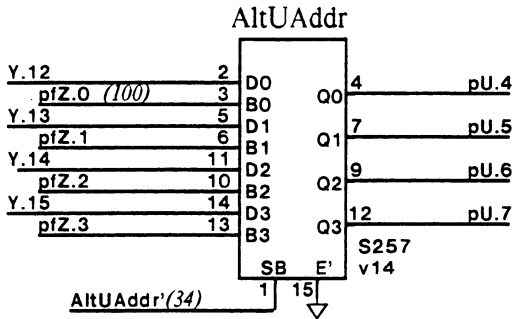 AltUAddr
Y.12 2 D0
pfZ.0 (100) 3 B0
Y.13 5 D1
pfZ.1 6 B1
Y.14 11 D2
pfZ.2 10 B2
Y.15 14 D3
pfZ.3 13 B3
Q0 4 pU.4
Q1 7 pU.5
Q2 9 pU.6
Q3 12 pU.7
S257
v14
SB E'
1 15
AltUAddr'(34)